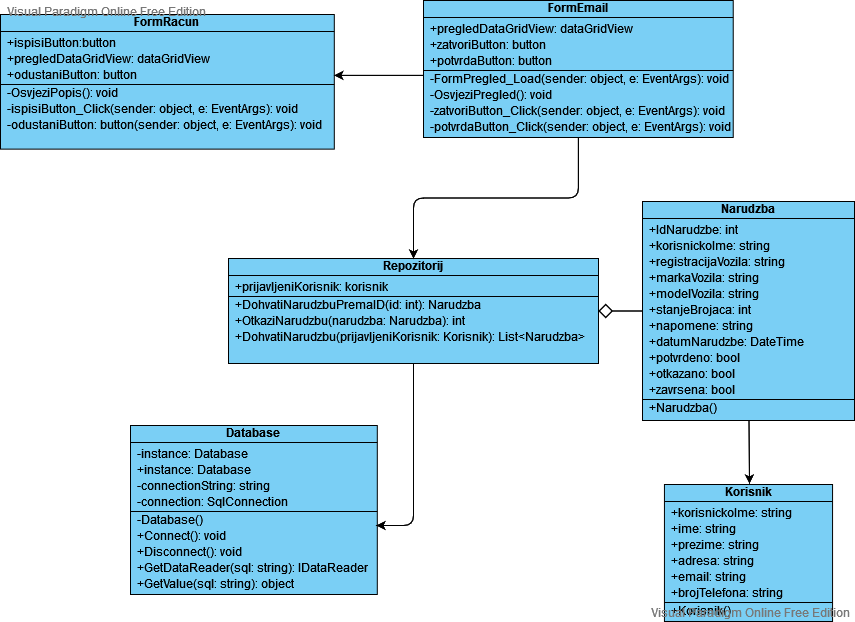 Visual Paradigm Online Free Edition
FormRacun
+ispisiButton:button
+pregledDataGridView: dataGridView
+odustaniButton: button
-OsvjeziPopis(): void
-ispisiButton_Click(sender: object, e: EventArgs): void
-odustaniButton: button(sender: object, e: EventArgs): void
FormEmail
+pregledDataGridView: dataGridView
+zatvoriButton: button
+potvrdaButton: button
-FormPregled_Load(sender: object, e: EventArgs): void
-OsvjeziPregled(): void
-zatvoriButton_Click(sender: object, e: EventArgs): void
-potvrdaButton_Click(sender: object, e: EventArgs): void
Repozitorij
+prijavljeniKorisnik: korisnik
+DohvatiNarudzbuPremaID(id: int): Narudzba
+OtkaziNarudzbu(narudzba: Narudzba): int
+DohvatiNarudzbu(prijavljeniKorisnik: Korisnik): List<Narudzba>
Narudzba
+IdNarudzbe: int
+korisnickoIme: string
+registracijaVozila: string
+markaVozila: string
+modelVozila: string
+stanjeBrojaca: int
+napomene: string
+datumNarudzbe: DateTime
+potvrdeno: bool
+otkazano: bool
+zavrsena: bool
+Narudzba()
Database
-instance: Database
+instance: Database
-connectionString: string
-connection: SqlConnection
-Database()
+Connect(): void
+Disconnect(): void
+GetDataReader(sql: string): IDataReader
+GetValue(sql: string): object
Korisnik
+korisnickoIme: string
+ime: string
+prezime: string
+adresa: string
+email: string
+brojTelefona: string
+Korisnik()
Visual Paradigm Online Free Edition